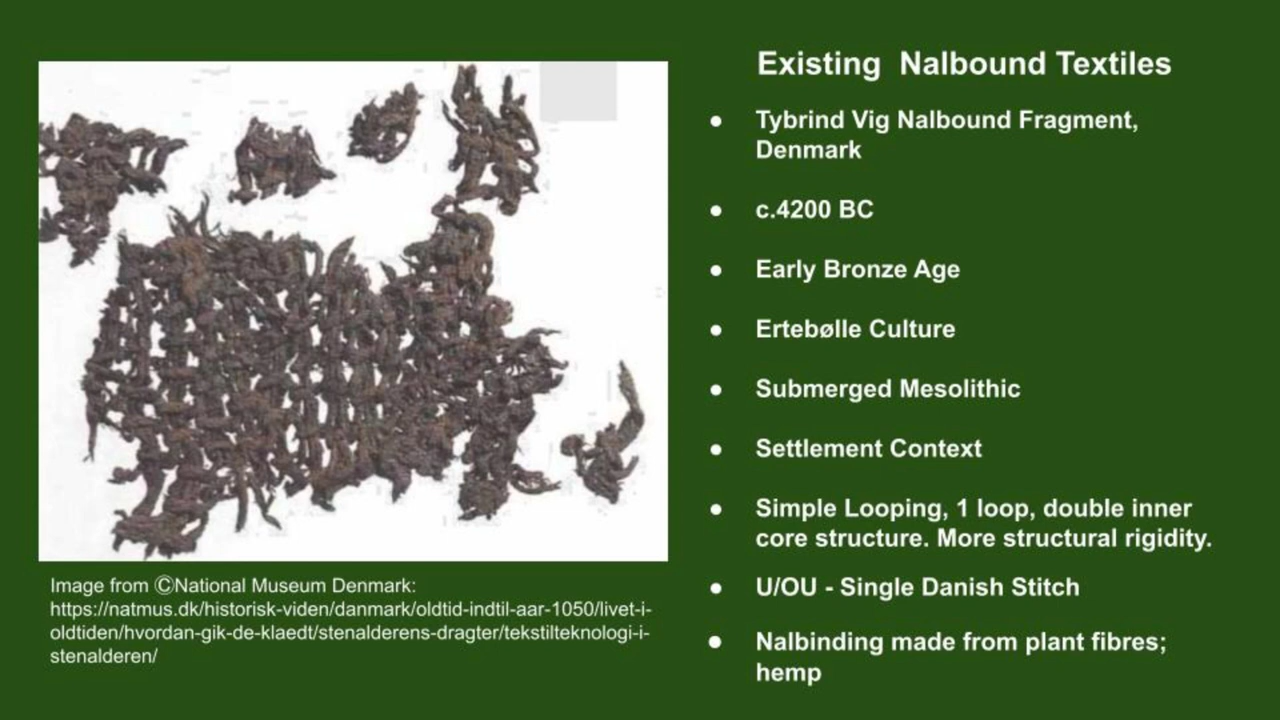 Existing Nalbound Textiles
● Tybrind Vig Nalbound Fragment,
Denmark
● c.4200 BC
● Early Bronze Age
● Ertebølle Culture
● Submerged Mesolithic
● Settlement Context
● Simple Looping, 1 loop, double inner
core structure. More structural rigidity.
● U/OU - Single Danish Stitch
● Nalbinding made from plant fibres;
hemp
Image from ©National Museum Denmark:
https://natmus.dk/historisk-viden/danmark/oldtid-indtil-aar-1050/livet-i-
oldtiden/hvordan-gik-de-klaedt/stenalderens-dragter/tekstilteknologi-i-
stenalderen/